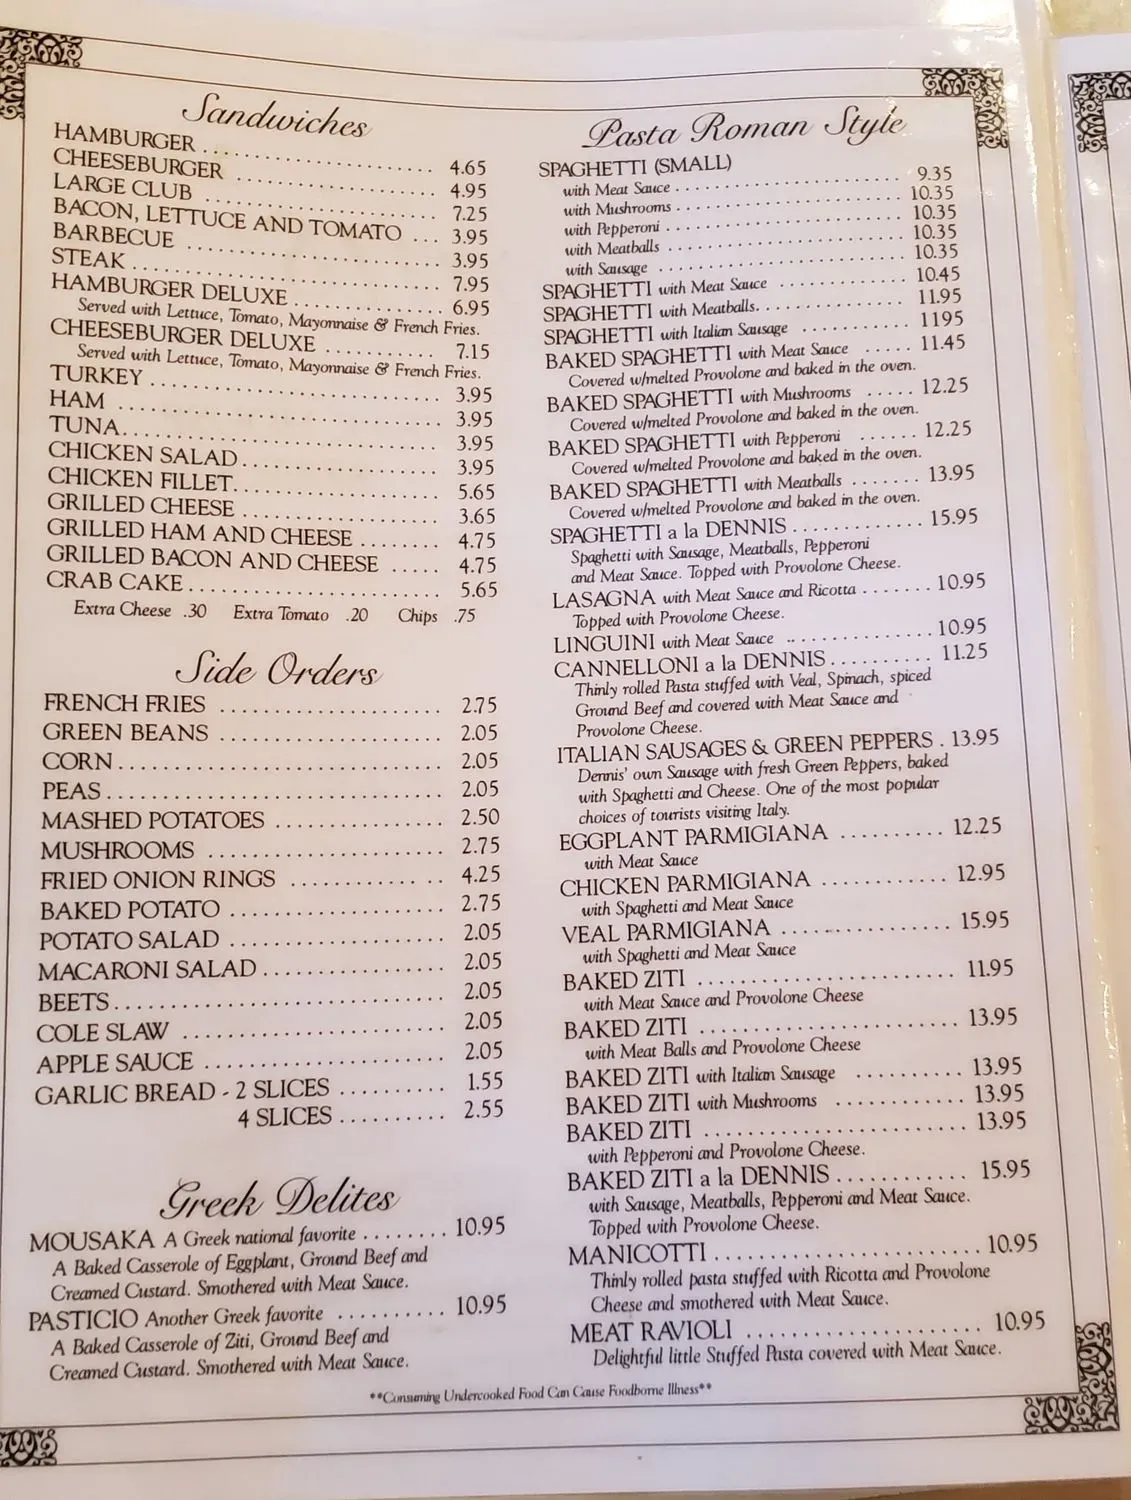 Sandwiches
HAMBURGER .......................... 4.65
CHEESEBURGER ...................... 4.95
LARGE CLUB ......................... 7.25
BACON, LETTUCE AND TOMATO ... 3.95
BARBECUE ........................... 3.95
STEAK ................................ 7.95
HAMBURGER DELUXE ............... 6.95
Served with Lettuce, Tomato, Mayonnaise & French Fries.
CHEESEBURGER DELUXE ........... 7.15
Served with Lettuce, Tomato, Mayonnaise & French Fries.
TURKEY ............................. 3.95
HAM ................................ 3.95
TUNA ............................... 3.95
CHICKEN SALAD .................... 3.95
CHICKEN FILLET .................... 5.65
GRILLED CHEESE ................... 3.65
GRILLED HAM AND CHEESE ........ 4.75
GRILLED BACON AND CHEESE ..... 4.75
CRAB CAKE ......................... 5.65
Extra Cheese .30 Extra Tomato .20 Chips .75
Side Orders
FRENCH FRIES ...................... 2.75
GREEN BEANS ...................... 2.05
CORN ............................... 2.05
PEAS ................................ 2.05
MASHED POTATOES ................. 2.50
MUSHROOMS ....................... 2.75
FRIED ONION RINGS ............... 4.25
BAKED POTATO ..................... 2.75
POTATO SALAD ..................... 2.05
MACARONI SALAD .................. 2.05
BEETS ............................... 2.05
COLE SLAW ......................... 2.05
APPLE SAUCE ....................... 2.05
GARLIC BREAD - 2 SLICES .......... 1.55
4 SLICES .......... 2.55
Greek Delites
MOUSAKA A Greek national favorite ........ 10.95
A Baked Casserole of Eggplant, Ground Beef and
Creamed Custard. Smothered with Meat Sauce.
PASTICIO Another Greek favorite .......... 10.95
A Baked Casserole of Ziti, Ground Beef and
Creamed Custard. Smothered with Meat Sauce.
Pasta Roman Style
SPAGHETTI (SMALL)
with Meat Sauce ....................... 9.35
with Mushrooms ....................... 10.35
with Pepperoni ........................ 10.35
with Meatballs ........................ 10.35
with Sausage .......................... 10.35
SPAGHETTI with Meat Sauce ............ 10.45
SPAGHETTI with Meatballs ............. 11.95
SPAGHETTI with Italian Sausage ........... 1195
BAKED SPAGHETTI with Meat Sauce ..... 11.45
Covered w/melted Provolone and baked in the oven.
BAKED SPAGHETTI with Mushrooms ..... 12.25
Covered w/melted Provolone and baked in the oven.
BAKED SPAGHETTI with Pepperoni ...... 12.25
Covered w/melted Provolone and baked in the oven.
BAKED SPAGHETTI with Meatballs ....... 13.95
Covered w/melted Provolone and baked in the oven.
SPAGHETTI a la DENNIS ............. 15.95
Spaghetti with Sausage, Meatballs, Pepperoni
and Meat Sauce. Topped with Provolone Cheese.
LASAGNA with Meat Sauce and Ricotta ....... 10.95
Topped with Provolone Cheese.
LINGUINI with Meat Sauce ................ 10.95
CANNELLONI a la DENNIS .......... 11.25
Thinly rolled Pasta stuffed with Veal, Spinach, spiced
Ground Beef and covered with Meat Sauce and
Provolone Cheese.
ITALIAN SAUSAGES & GREEN PEPPERS . 13.95
Dennis' own Sausage with fresh Green Peppers, baked
with Spaghetti and Cheese. One of the most popular
choices of tourists visiting Italy.
EGGPLANT PARMIGIANA .......... 12.25
with Meat Sauce
CHICKEN PARMIGIANA ............ 12.95
with Spaghetti and Meat Sauce
VEAL PARMIGIANA ................. 15.95
with Spaghetti and Meat Sauce
BAKED ZITI ......................... 11.95
with Meat Sauce and Provolone Cheese
BAKED ZITI ......................... 13.95
with Meat Balls and Provolone Cheese
BAKED ZITI with Italian Sausage .......... 13.95
BAKED ZITI with Mushrooms ............ 13.95
BAKED ZITI ......................... 13.95
with Pepperoni and Provolone Cheese.
BAKED ZITI a la DENNIS ............ 15.95
with Sausage, Meatballs, Pepperoni and Meat Sauce.
Topped with Provolone Cheese.
MANICOTTI ......................... 10.95
Thinly rolled pasta stuffed with Ricotta and Provolone
Cheese and smothered with Meat Sauce.
MEAT RAVIOLI ...................... 10.95
Delightful little Stuffed Pasta covered with Meat Sauce.
**Consuming Undercooked Food Can Cause Foodborne Illness**